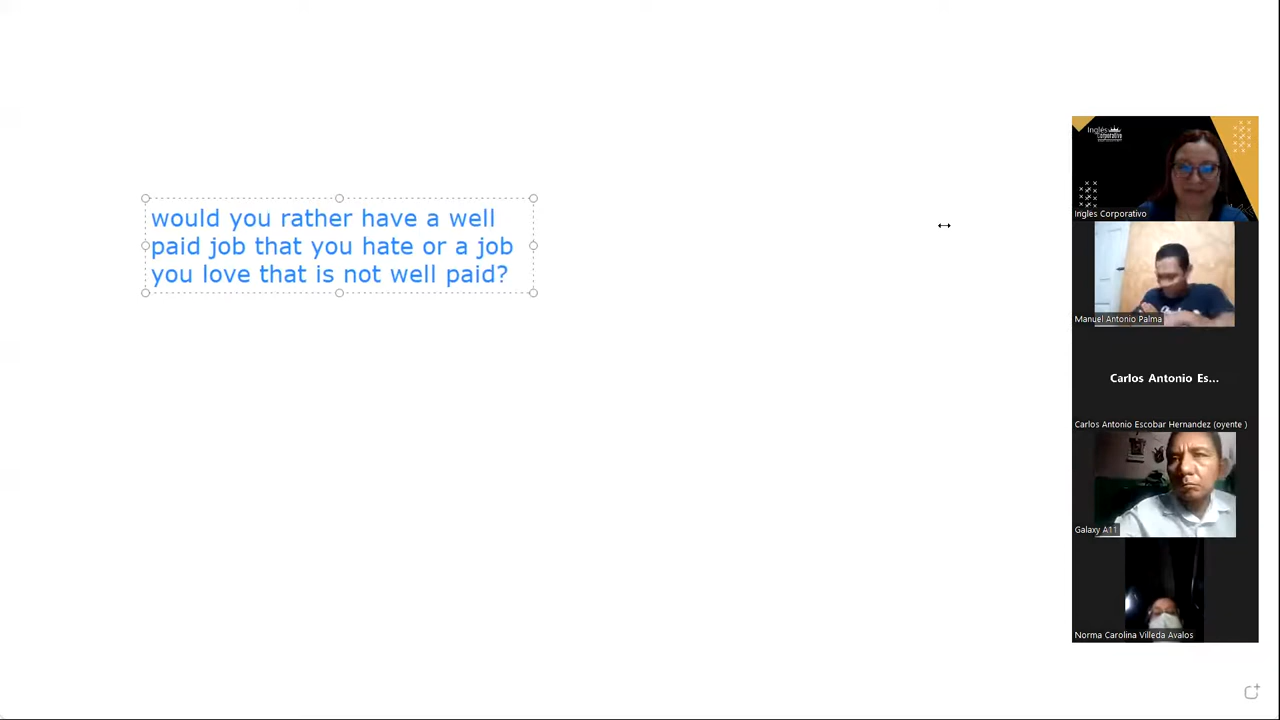 would you rather have a well
paid job that you hate or a job
you love that is not well paid?
Inglés
Corporativo
Ingles Corporativo
Manuel Antonio Palma
Carlos Antonio Es...
Carlos Antonio Escobar Hernandez (oyente )
Galaxy A11
Norma Carolina Villeda Avalos